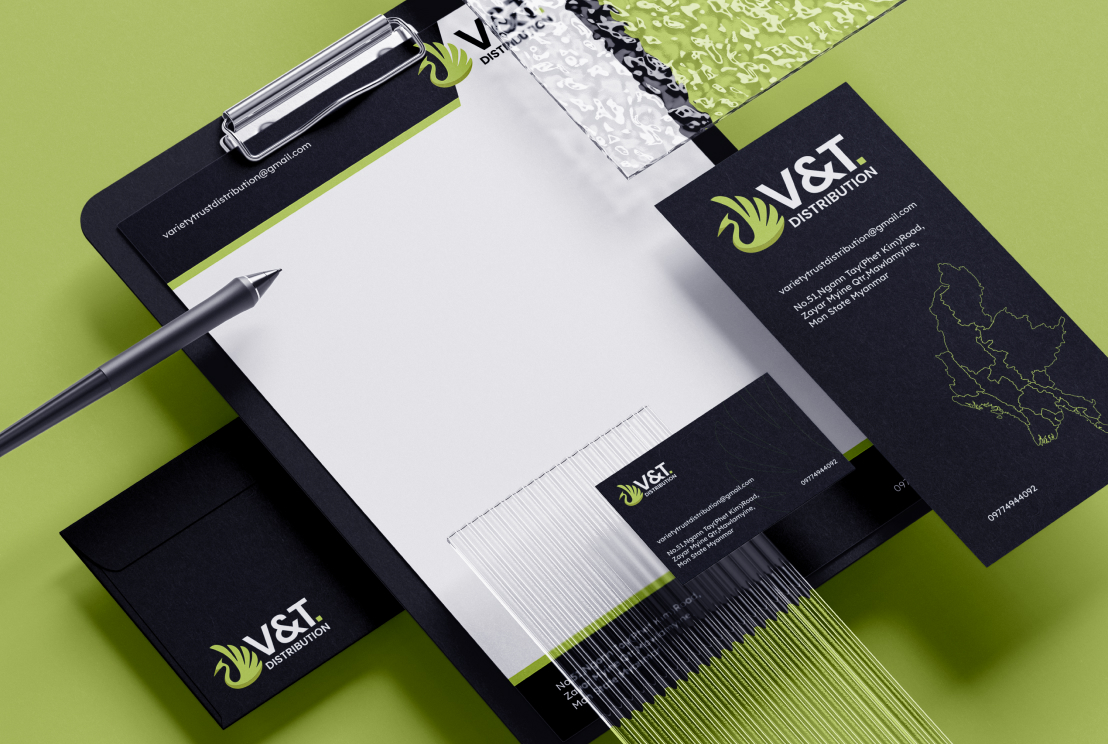 V
DISTRIBUTION
varietytrustdistribution@gmail.com
V&T.
DISTRIBUTION
varietytrustdistribution@gmail.com
No.51,Ngann Tay(Phet Kim)Road,
Zayar Myine Qtr,Mawlamyine,
Mon State Myanmar
09774944092
V&T.
DISTRIBUTION
varietytrustdistribution@gmail.com
No.51,Ngann Tay(Phet Kim)Road,
Zayar Myine Qtr,Mawlamyine,
Mon State Myanmar
09774944092
V&T.
DISTRIBUTION